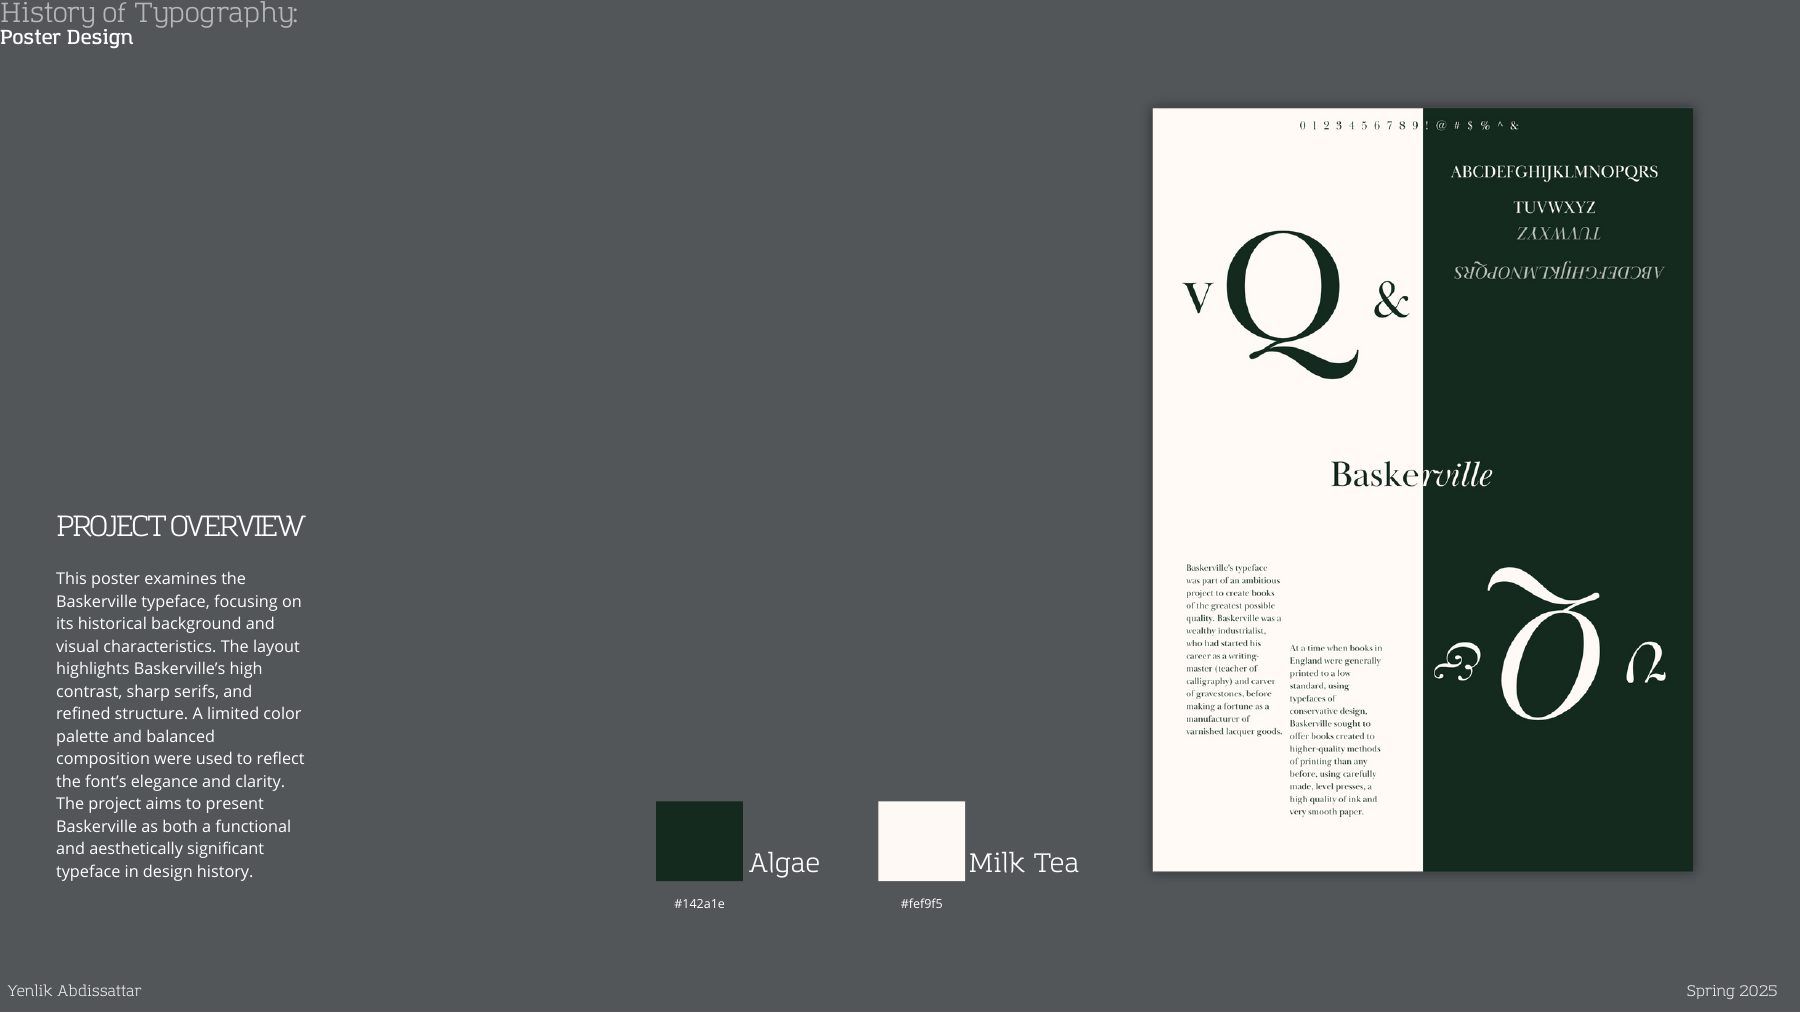 History of Typography:
Poster Design
0 1 2 3 4 5 6 7 8 9 ! @ # $ % ^ &
ABCDEFGHIJKLMNOPQRS
TUVWXYZ
TUVWXYZ
ABCDEFGHIJKLMNOPQRS
v Q &
Baskerville
PROJECT OVERVIEW
This poster examines the
Baskerville typeface, focusing on
its historical background and
visual characteristics. The layout
highlights Baskerville’s high
contrast, sharp serifs, and
refined structure. A limited color
palette and balanced
composition were used to reflect
the font’s elegance and clarity.
The project aims to present
Baskerville as both a functional
and aesthetically significant
typeface in design history.
Baskerville's typeface
was part of an ambitious
project to create books
of the greatest possible
quality. Baskerville was a
wealthy industrialist,
who had started his
career as a writing-
master (teacher of
calligraphy) and carver
of gravestones, before
making a fortune as a
manufacturer of
varnished lacquer goods.
At a time when books in
England were generally
printed to a low
standard, using
typefaces of
conservative design,
Baskerville sought to
offer books created to
higher-quality methods
of printing than any
before, using carefully
made, level presses, a
high quality of ink and
very smooth paper.
& Q v
Algae
#142a1e
Milk Tea
#fef9f5
Yenlik Abdissattar
Spring 2025